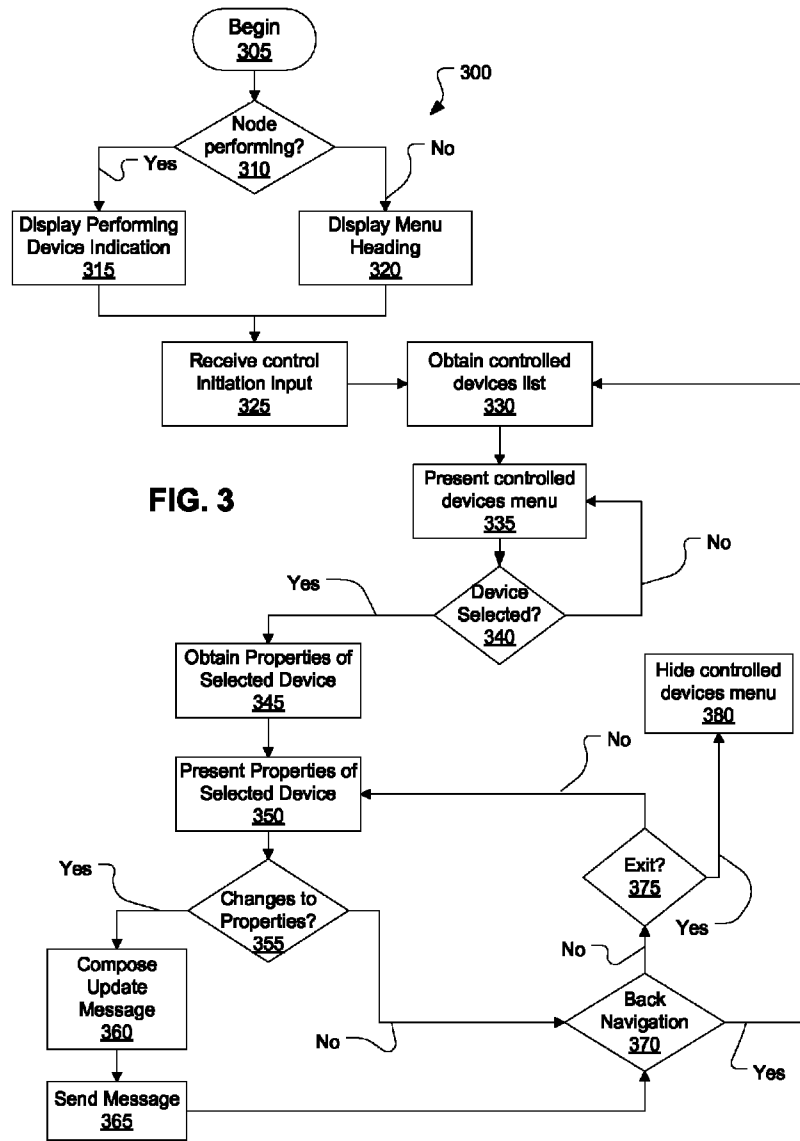 Begin
305
300
Node
performing?
310
Yes
No
Display Performing
Device Indication
315
Display Menu
Heading
320
Receive control
Initiation Input
325
Obtain controlled
devices list
330
FIG. 3
Present controlled
devices menu
335
No
Yes
Device
Selected?
340
Obtain Properties of
Selected Device
345
Hide controlled
devices menu
380
No
Present Properties of
Selected Device
350
Yes
Changes to
Properties?
355
Exit?
375
Yes
No
Compose
Update
Message
360
Back
Navigation
370
No
Yes
Send Message
365